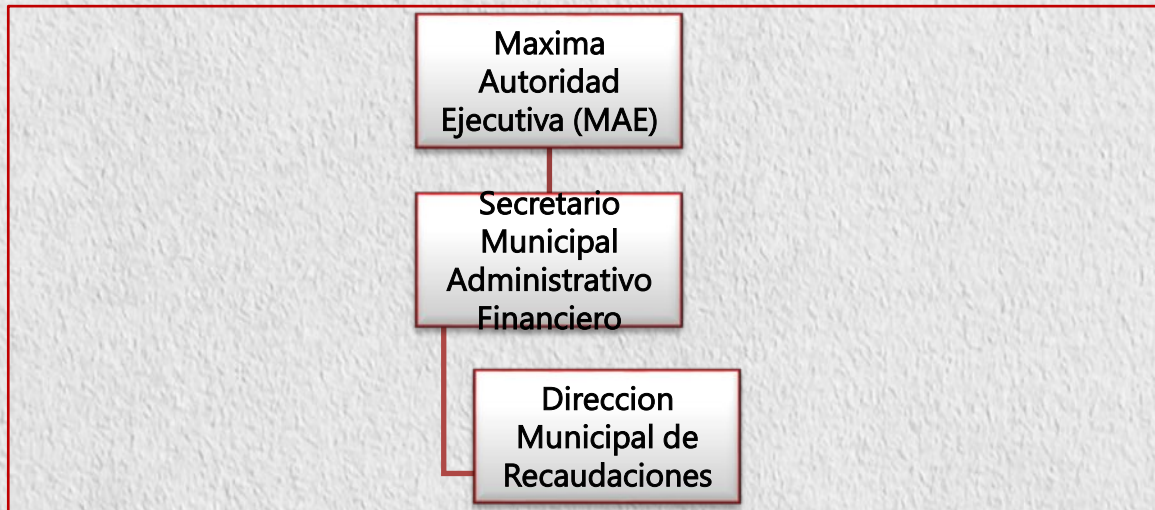 Maxima
Autoridad
Ejecutiva (MAE)
Secretario
Municipal
Administrativo
Financiero
Direccion
Municipal de
Recaudaciones